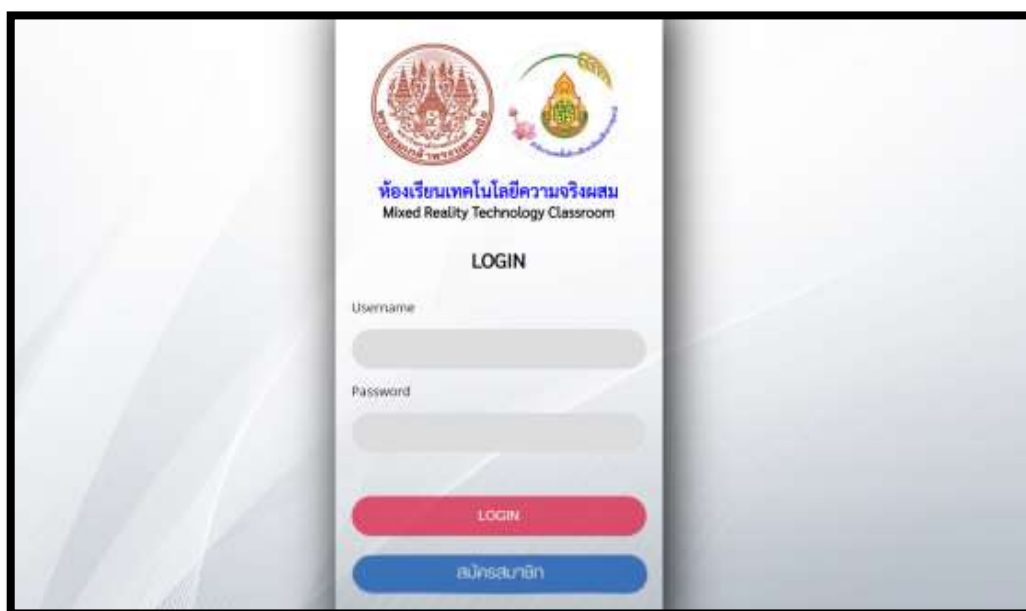 ห้องเรียนเทคโนโลยีความจริงผสม
Mixed Reality Technology Classroom
LOGIN
Username
Password
LOGIN
สมัครสมาชิก